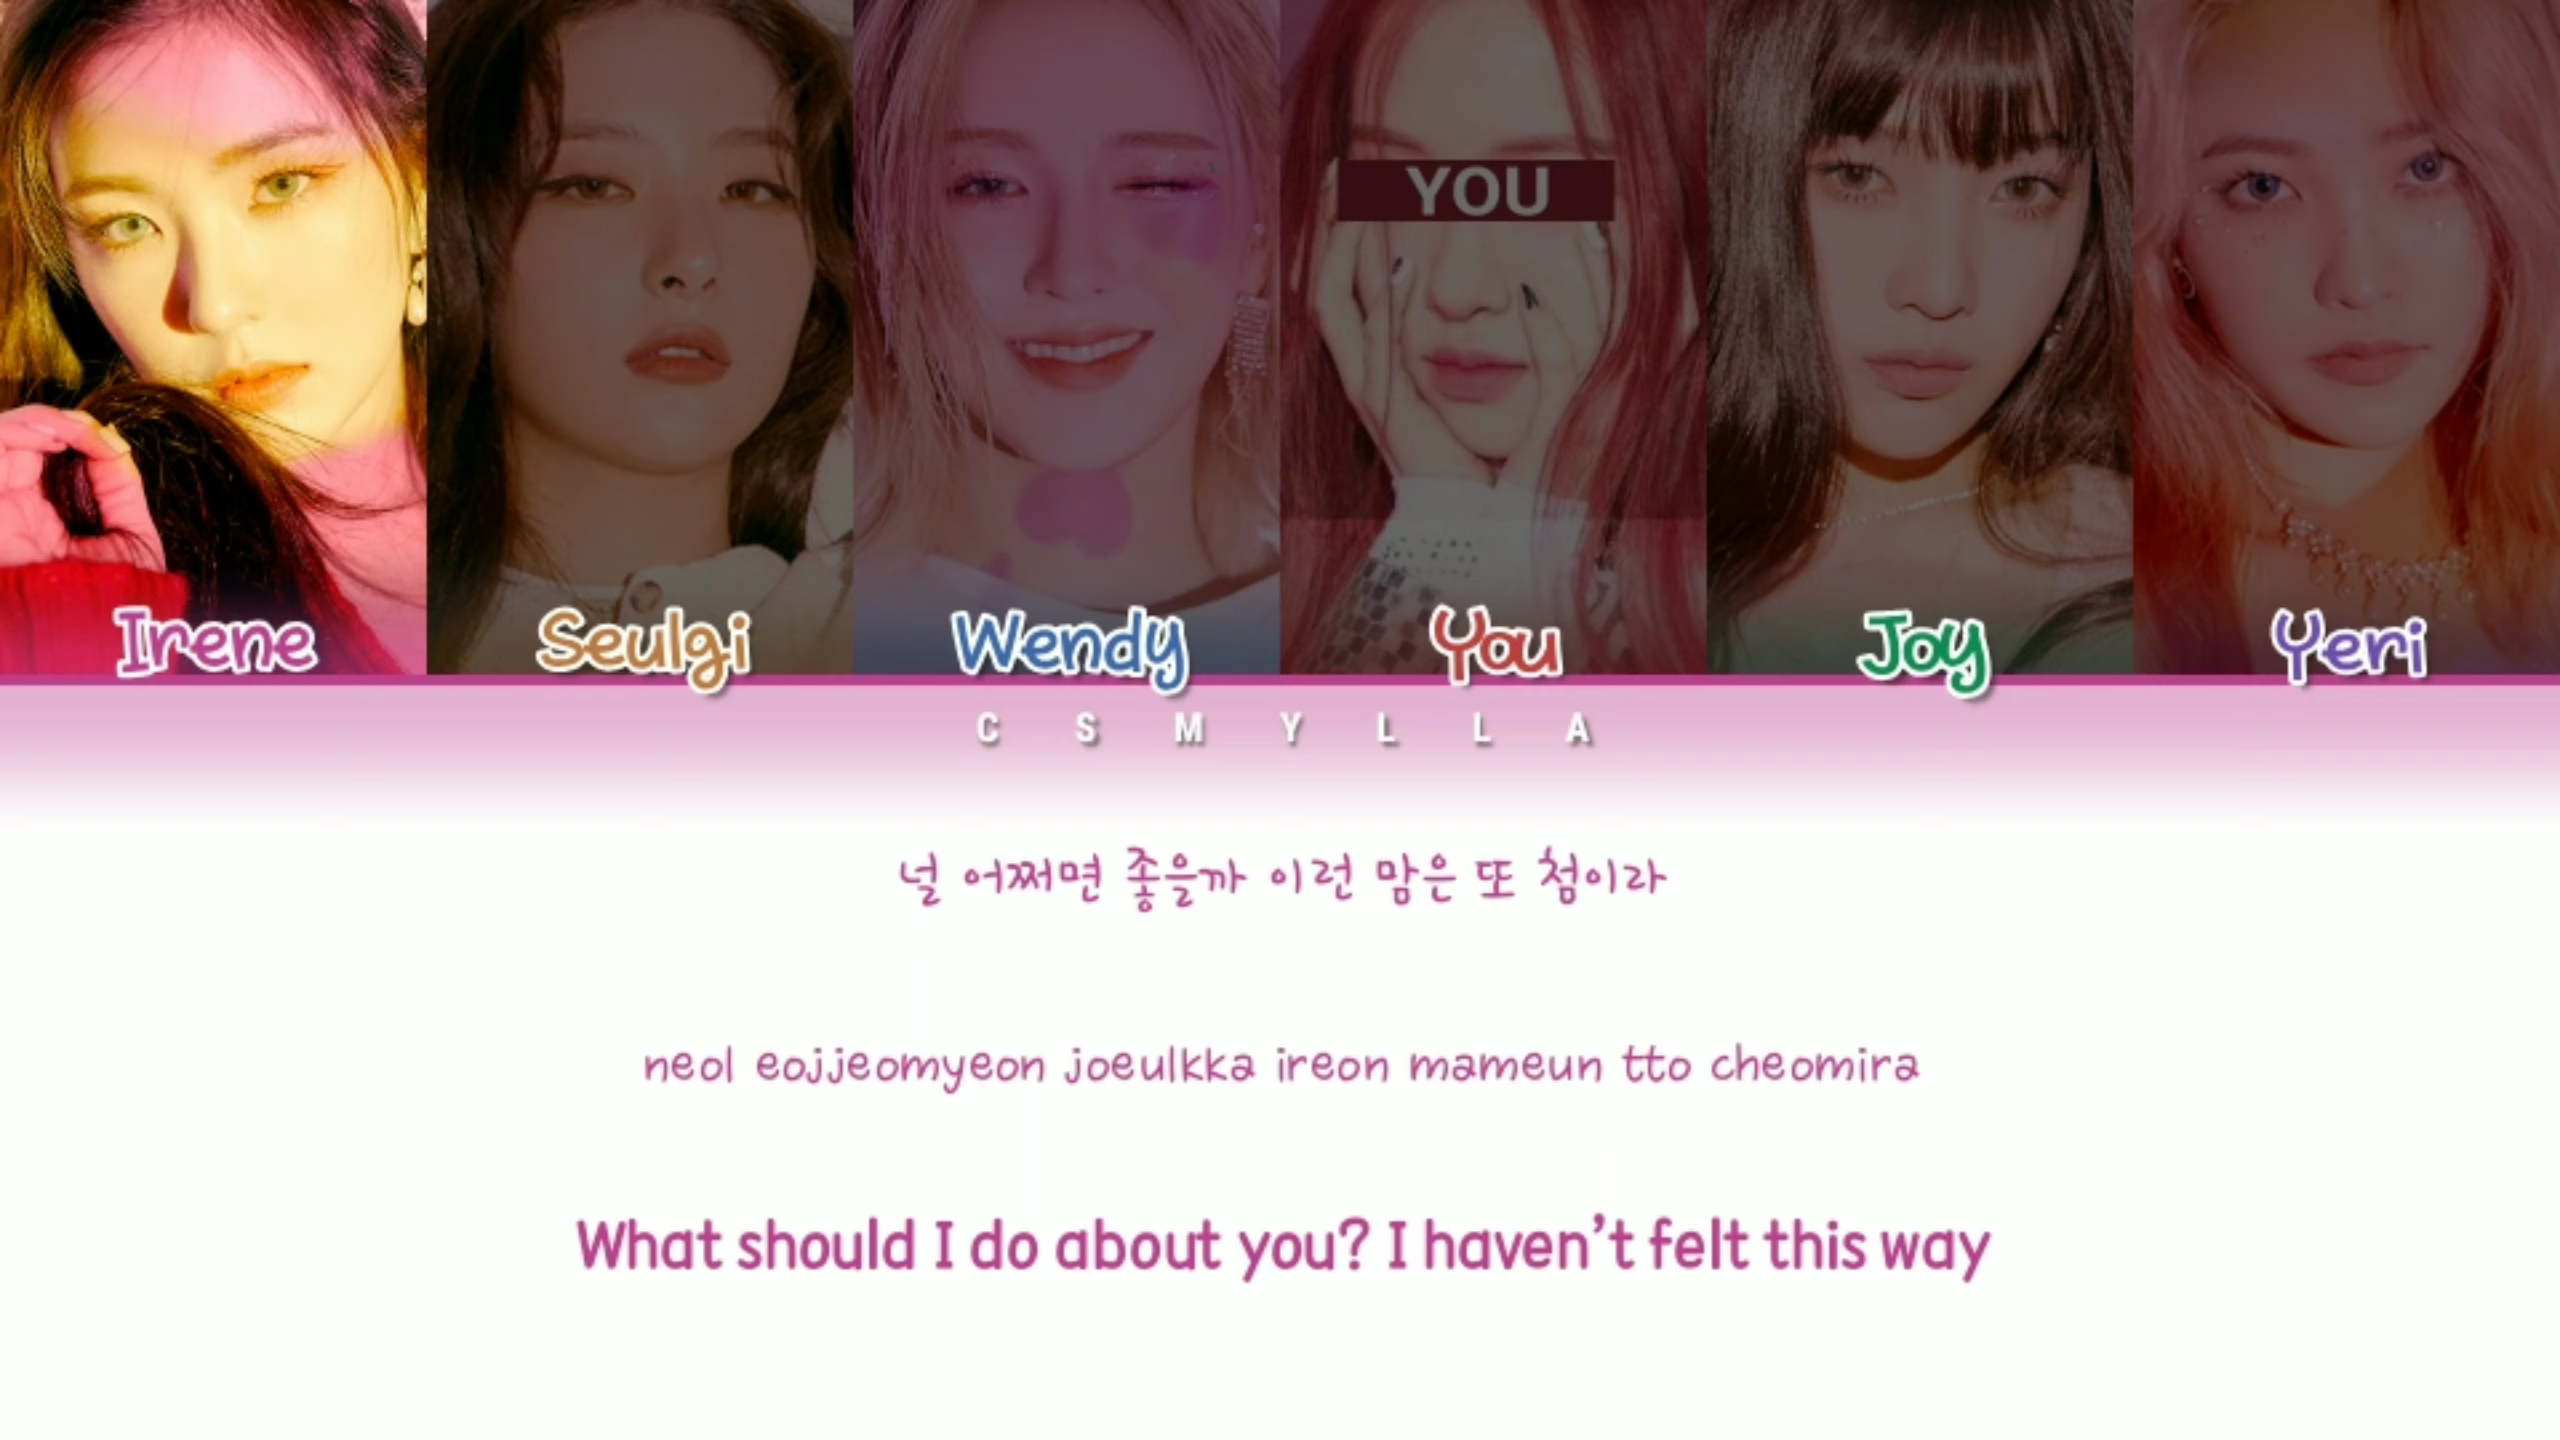 YOU
Irene Seulgi Wendy You Joy Yeri
C S M Y L L A
널 어쩌면 좋을까 이런 맘은 또 첨이라
neol eojjeomyeon joeulkka ireon mameun tto cheomira
What should I do about you? I haven't felt this way